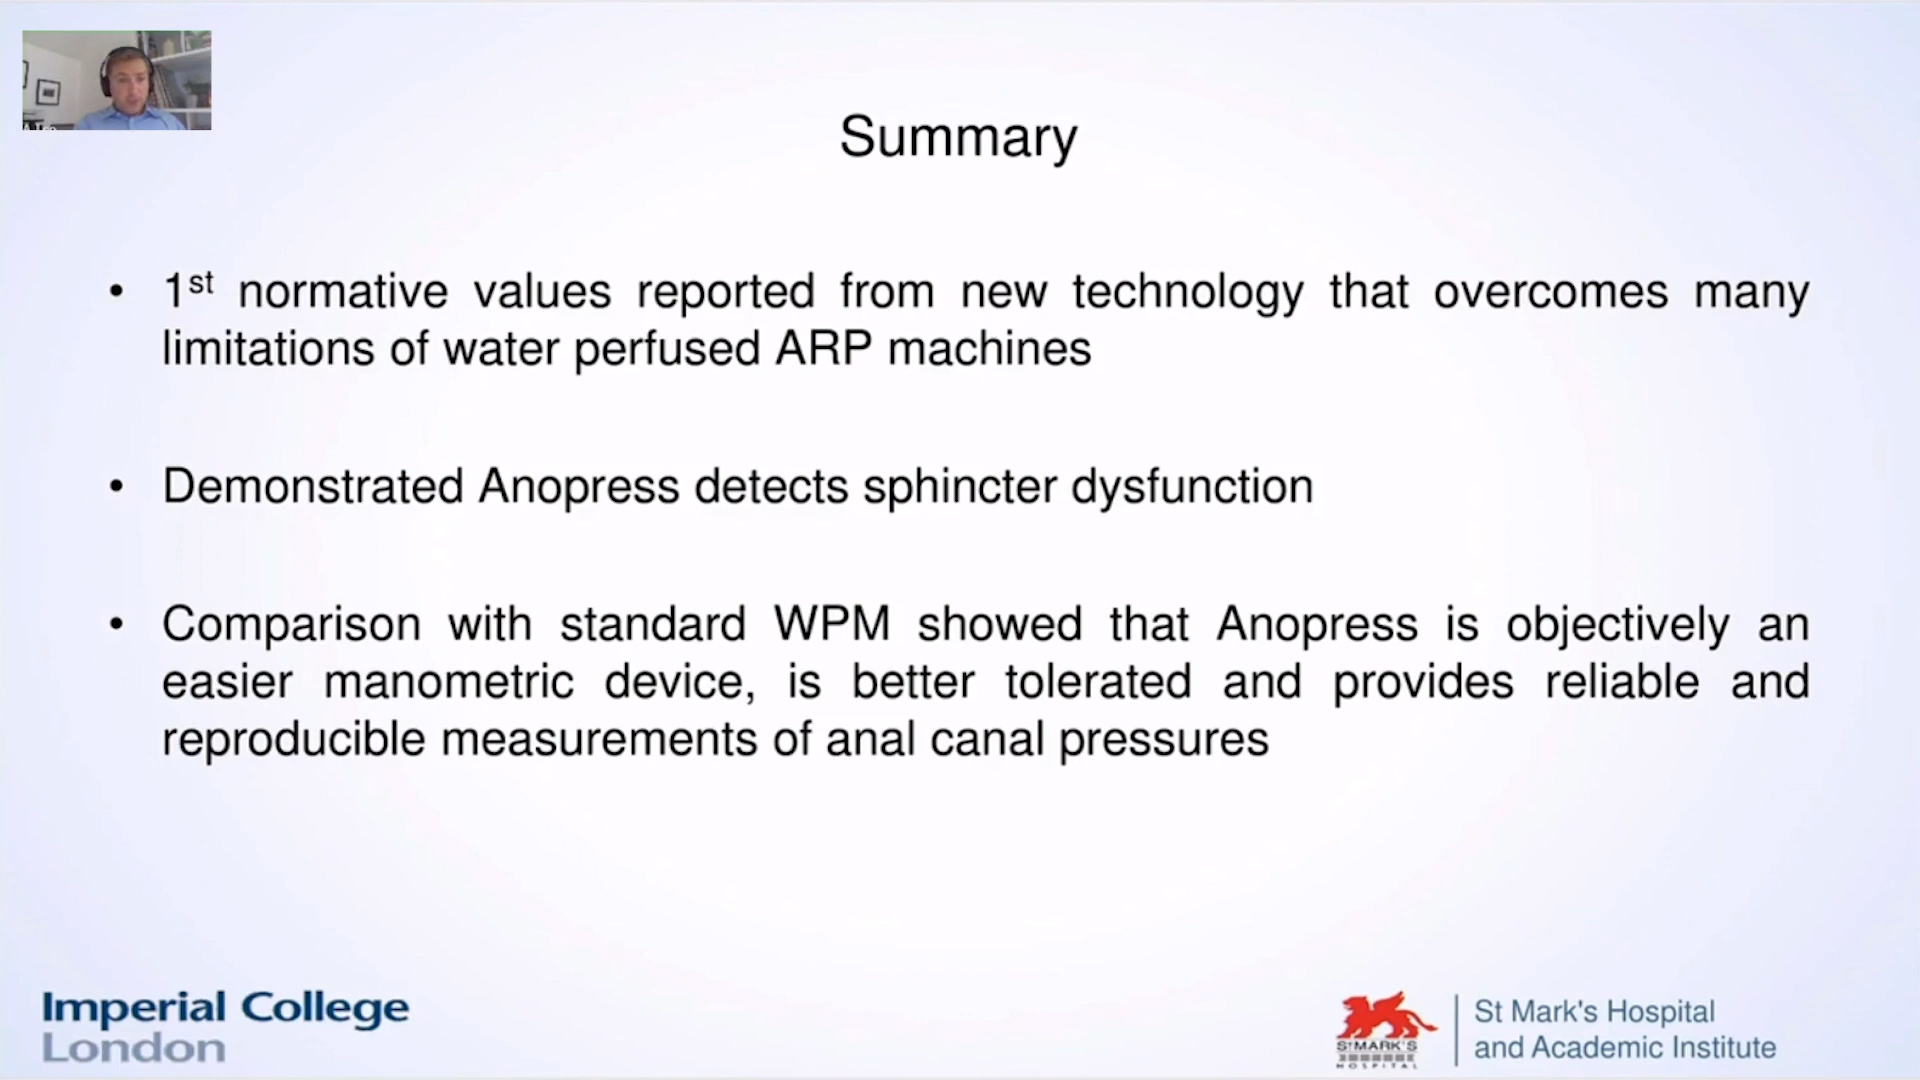 Summary
• 1st normative values reported from new technology that overcomes many
limitations of water perfused ARP machines
• Demonstrated Anopress detects sphincter dysfunction
• Comparison with standard WPM showed that Anopress is objectively an
easier manometric device, is better tolerated and provides reliable and
reproducible measurements of anal canal pressures
Imperial College
London
ST MARK'S
HOSPITAL
St Mark's Hospital
and Academic Institute